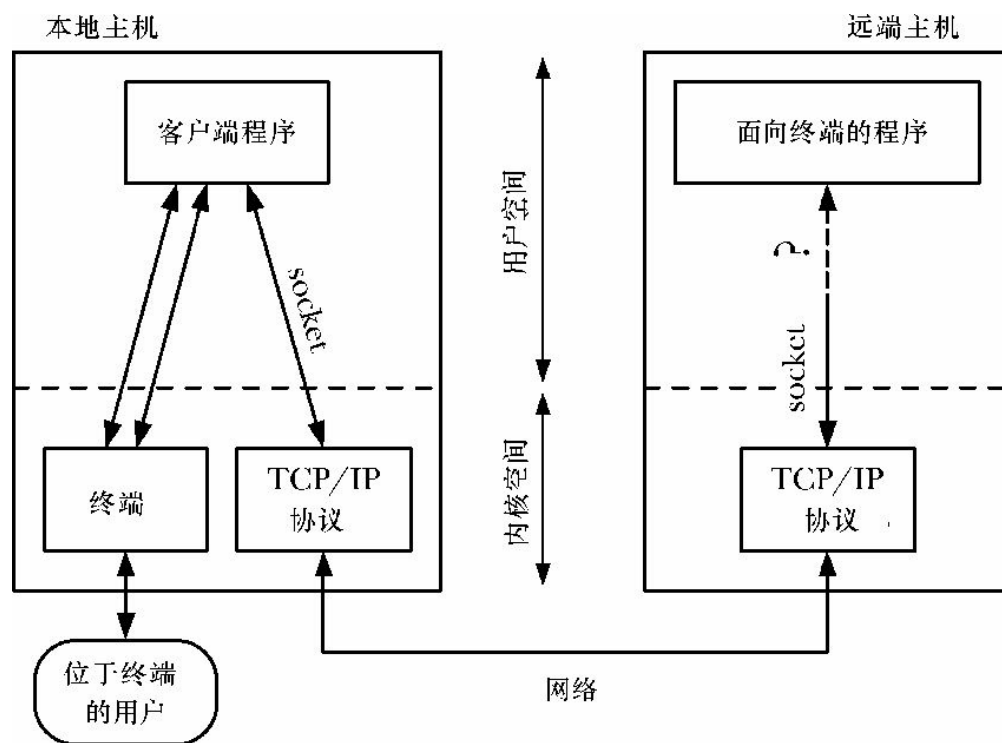 本地主机
远端主机
客户端程序
面向终端的程序
用户空间
socket
?
socket
内核空间
终端
TCP/IP
协议
TCP/IP
协议
位于终端
的用户
网络